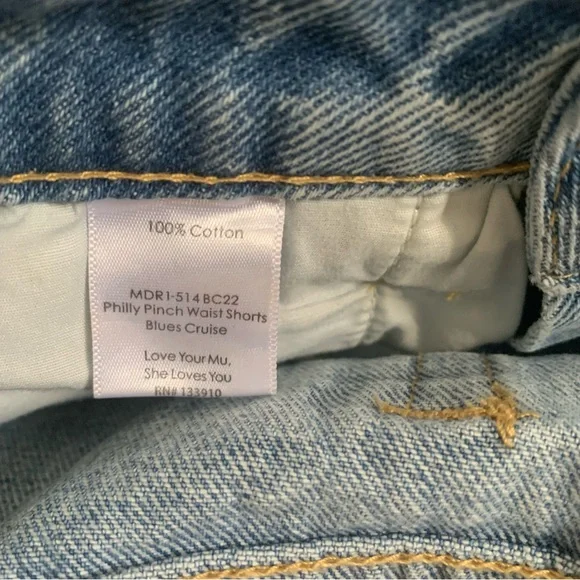 100% Cotton
MDR1-514 BC22
Philly Pinch Waist Shorts
Blues Cruise
Love Your Mu,
She Loves You
RN# 133910